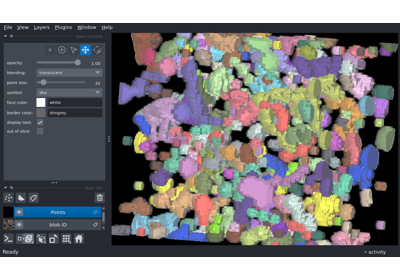 File View Layers Plugins Window Help
opacity: 1.00
blending: translucent
point size: 10
symbol: disc
face color: white
border color: dimgrey
display text: ✓
out of slice:
Points
blob ID
Ready
activity